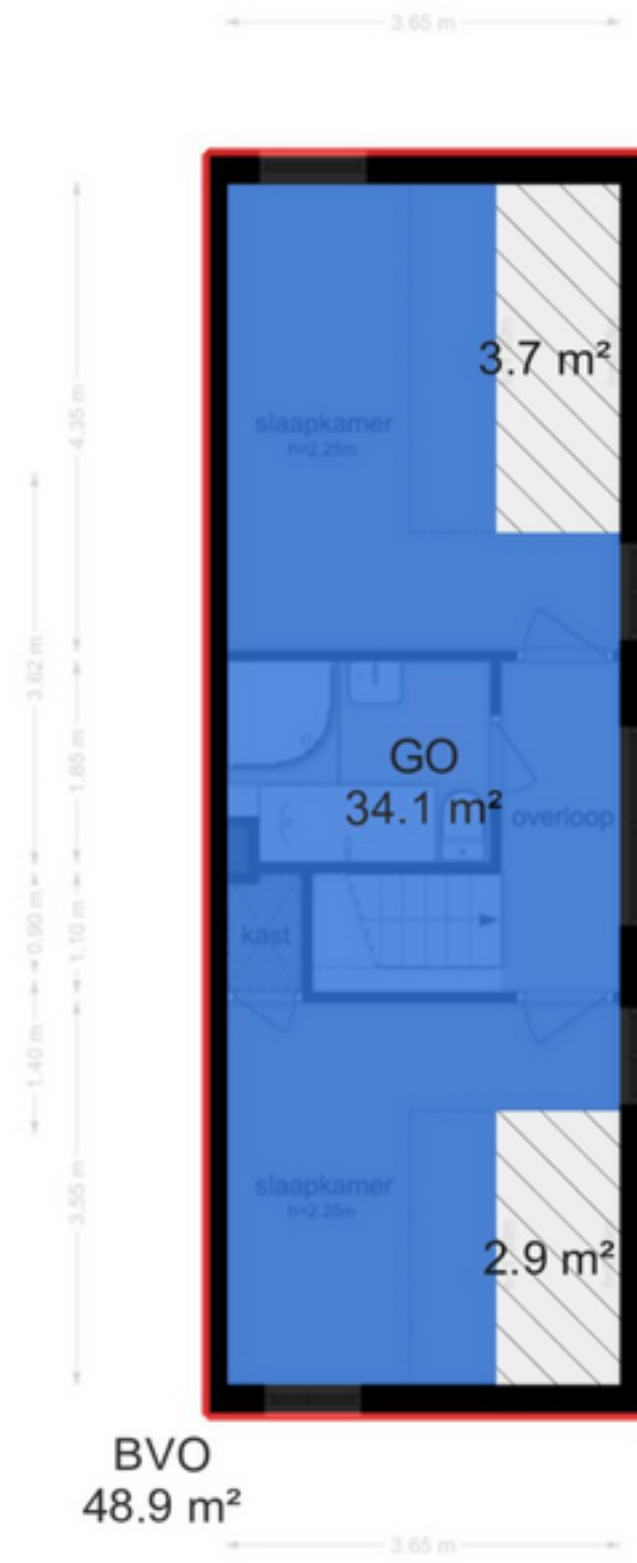 3.65 m
3.7 m²
4.35 m
slaapkamer
h=2.25m
3.62 m
1.85 m
GO
34.1 m²
overloop
0.90 m
1.10 m
kast
1.40 m
3.55 m
slaapkamer
h=2.25m
2.9 m²
BVO
48.9 m²
3.65 m